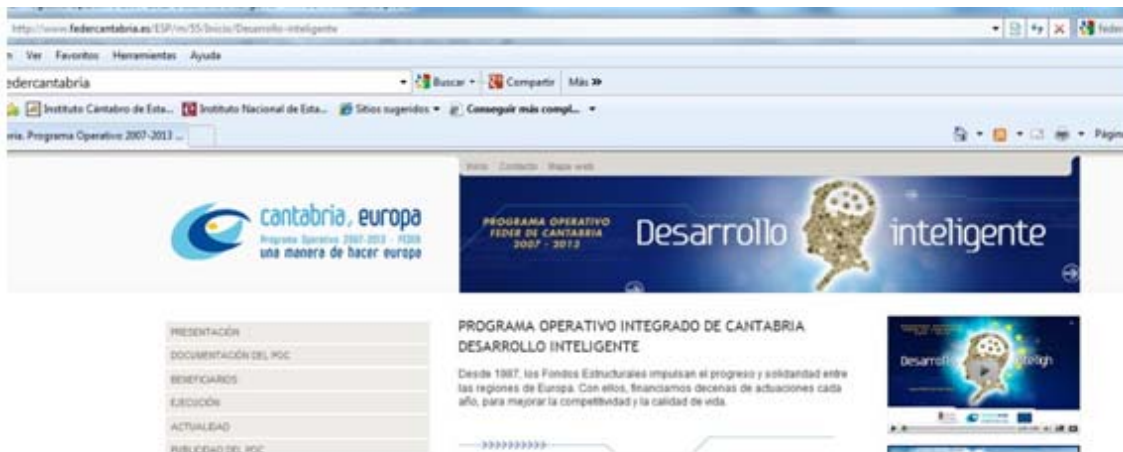 http://www.federcantabria.es/ESP/m/55/Inicio/Desarrollo-inteligente
Ver Favoritos Herramientas Ayuda
edercantabria
Buscar Compartir Más »
Instituto Cántabro de Esta... Instituto Nacional de Esta... Sitios sugeridos Conseguir más compl...
ria. Programa Operativo 2007-2013 ...
Págin
Inicio Contacto Mapa web
cantabria, europa
Programa Operativo 2007-2013 - FEDER
una manera de hacer europa
PROGRAMA OPERATIVO
FEDER DE CANTABRIA
2007 - 2013
Desarrollo inteligente
PRESENTACIÓN
DOCUMENTACIÓN DEL POC
BENEFICIARIOS
EJECUCIÓN
ACTUALIDAD
PUBLICIDAD DEL POC
PROGRAMA OPERATIVO INTEGRADO DE CANTABRIA
DESARROLLO INTELIGENTE
Desde 1987, los Fondos Estructurales impulsan el progreso y solidaridad entre
las regiones de Europa. Con ellos, financiamos decenas de actuaciones cada
año, para mejorar la competitividad y la calidad de vida.
Desarroll inteligh